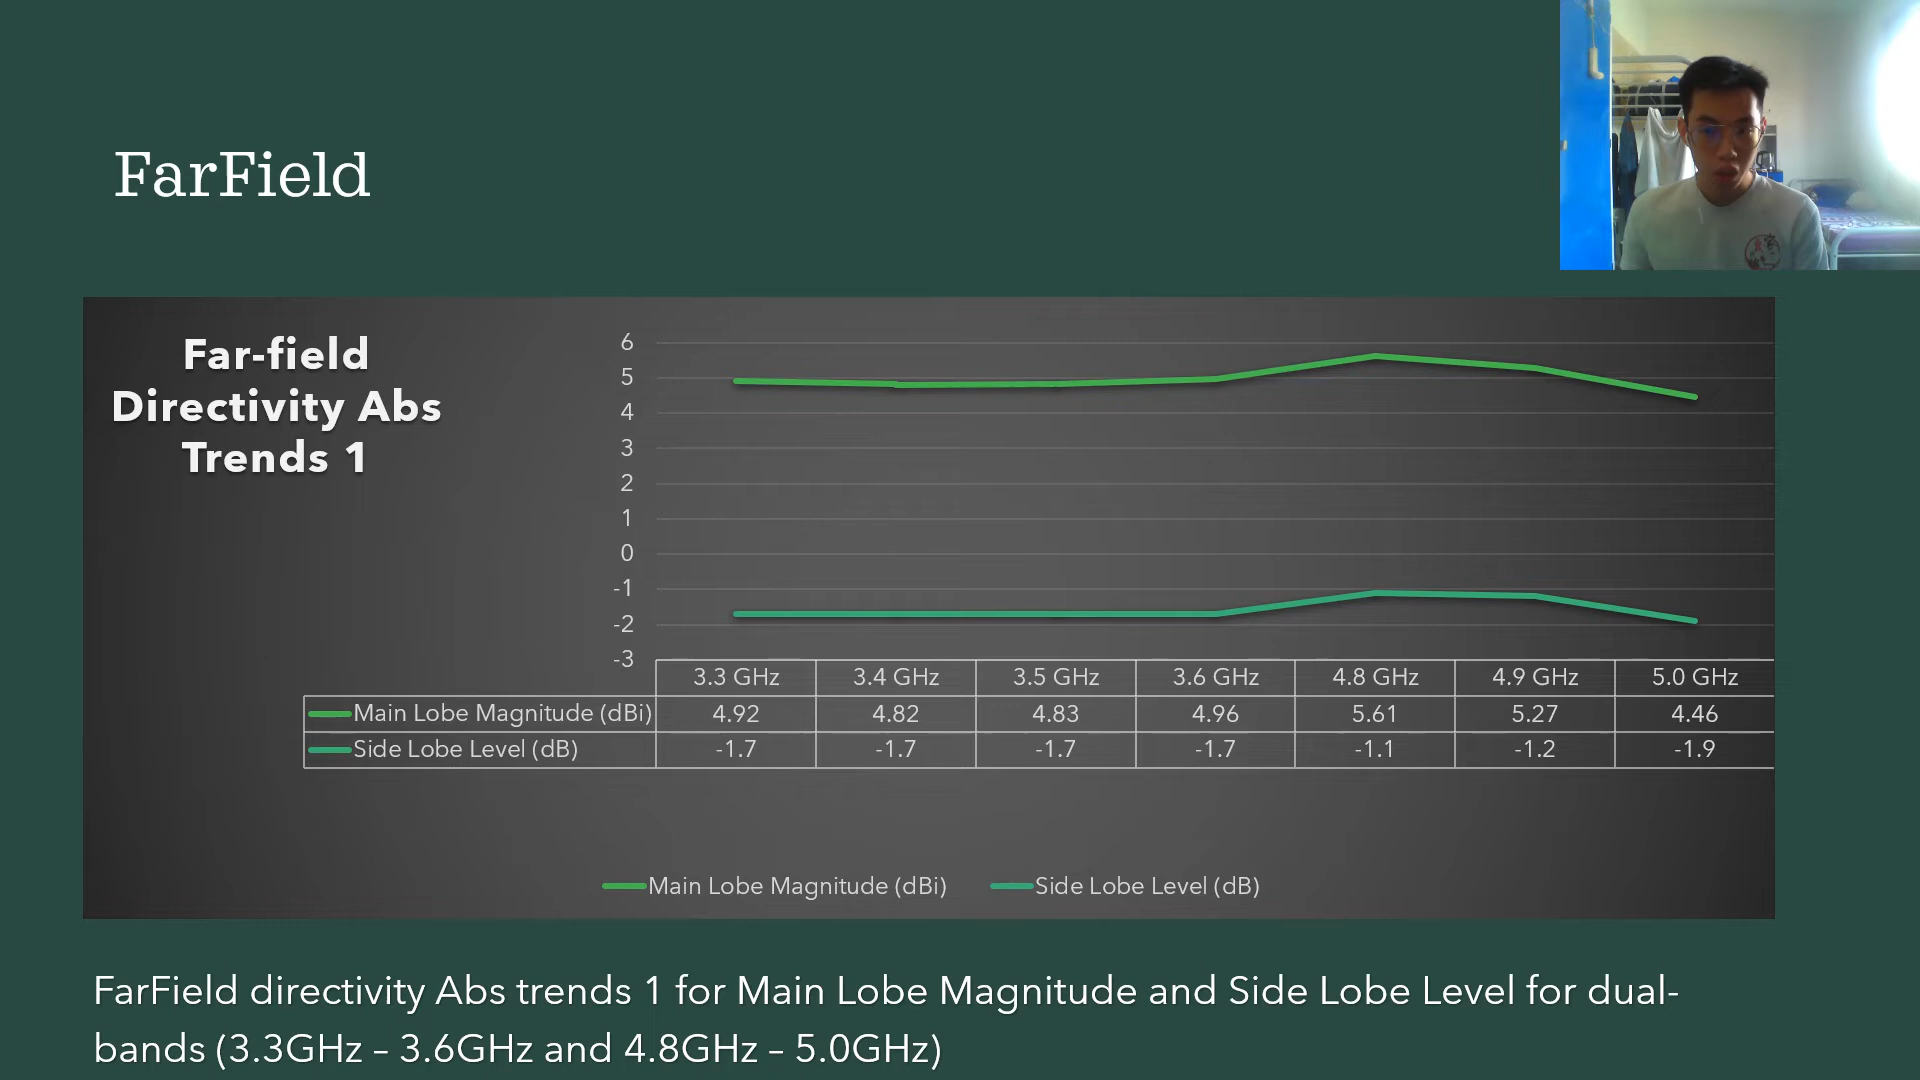 FarField
Far-field
Directivity Abs
Trends 1
6
5
4
3
2
1
0
-1
-2
-3
3.3 GHz 3.4 GHz 3.5 GHz 3.6 GHz 4.8 GHz 4.9 GHz 5.0 GHz
Main Lobe Magnitude (dBi) 4.92 4.82 4.83 4.96 5.61 5.27 4.46
Side Lobe Level (dB) -1.7 -1.7 -1.7 -1.7 -1.1 -1.2 -1.9
Main Lobe Magnitude (dBi) Side Lobe Level (dB)
FarField directivity Abs trends 1 for Main Lobe Magnitude and Side Lobe Level for dual-
bands (3.3GHz – 3.6GHz and 4.8GHz – 5.0GHz)